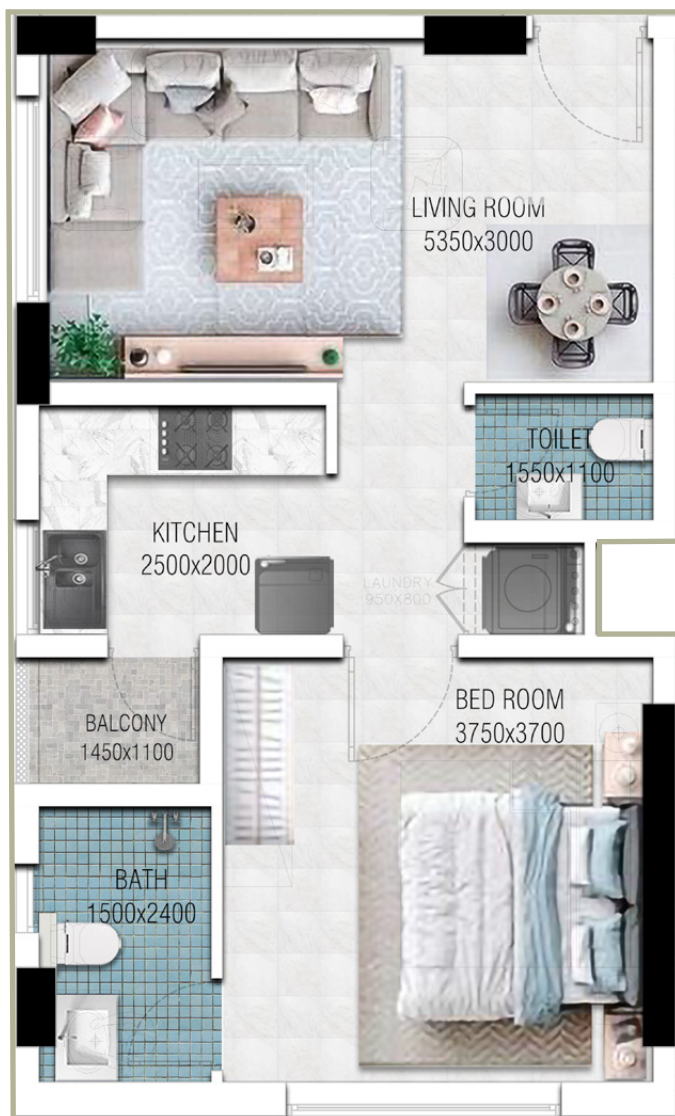 LIVING ROOM
5350x3000
TOILET
1550x1100
KITCHEN
2500x2000
LAUNDRY
950X800
BED ROOM
3750x3700
BALCONY
1450x1100
BATH
1500x2400